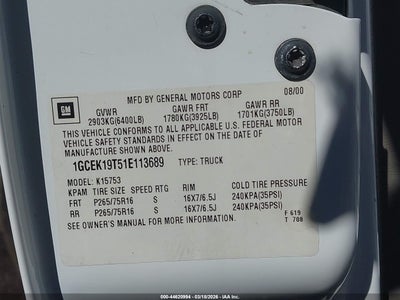 MFD BY GENERAL MOTORS CORP
08/00
GM
GVWR GAWR FRT GAWR RR
2903KG(6400LB) 1780KG(3925LB) 1701KG(3750LB)
THIS VEHICLE CONFORMS TO ALL APPLICABLE U.S. FEDERAL MOTOR
VEHICLE SAFETY STANDARDS IN EFFECT ON THE DATE OF
MANUFACTURE SHOWN ABOVE.
1GCEK19T51E113689 TYPE: TRUCK
MODEL: K15753
KPAM TIRE SIZE SPEED RTG RIM COLD TIRE PRESSURE
FRT P265/75R16 S 16X7/6.5J 240KPA(35PSI)
RR P265/75R16 S 16X7/6.5J 240KPA(35PSI)
SEE OWNER'S MANUAL FOR MORE INFORMATION.
F 619
T 708
000-44620994 - 03/18/2026 - IAA, LLC